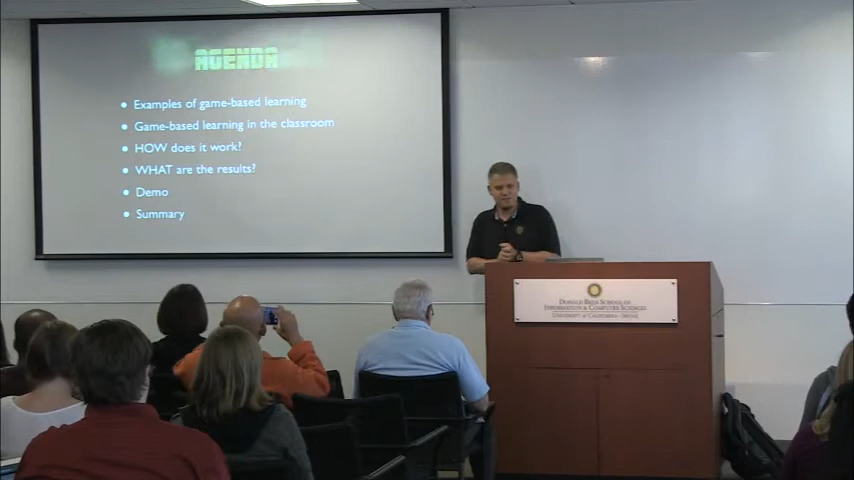 AGENDA
• Examples of game-based learning
• Game-based learning in the classroom
• HOW does it work?
• WHAT are the results?
• Demo
• Summary
DONALD BREN SCHOOL OF
INFORMATION & COMPUTER SCIENCES
UNIVERSITY OF CALIFORNIA • IRVINE